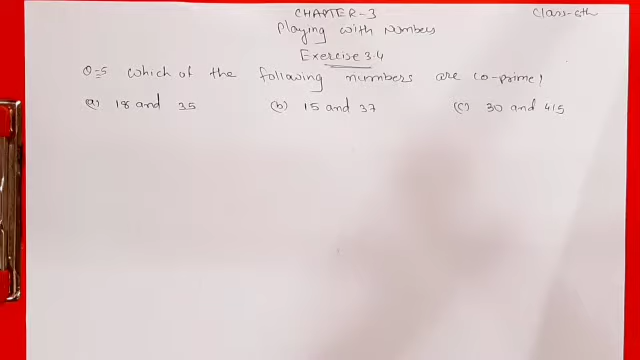 CHAPTER-3 Class-6th
Playing with Numbers
Exercise 3.4
Q=5 which of the following numbers are co-prime?
(a) 18 and 35 (b) 15 and 37 (c) 30 and 415